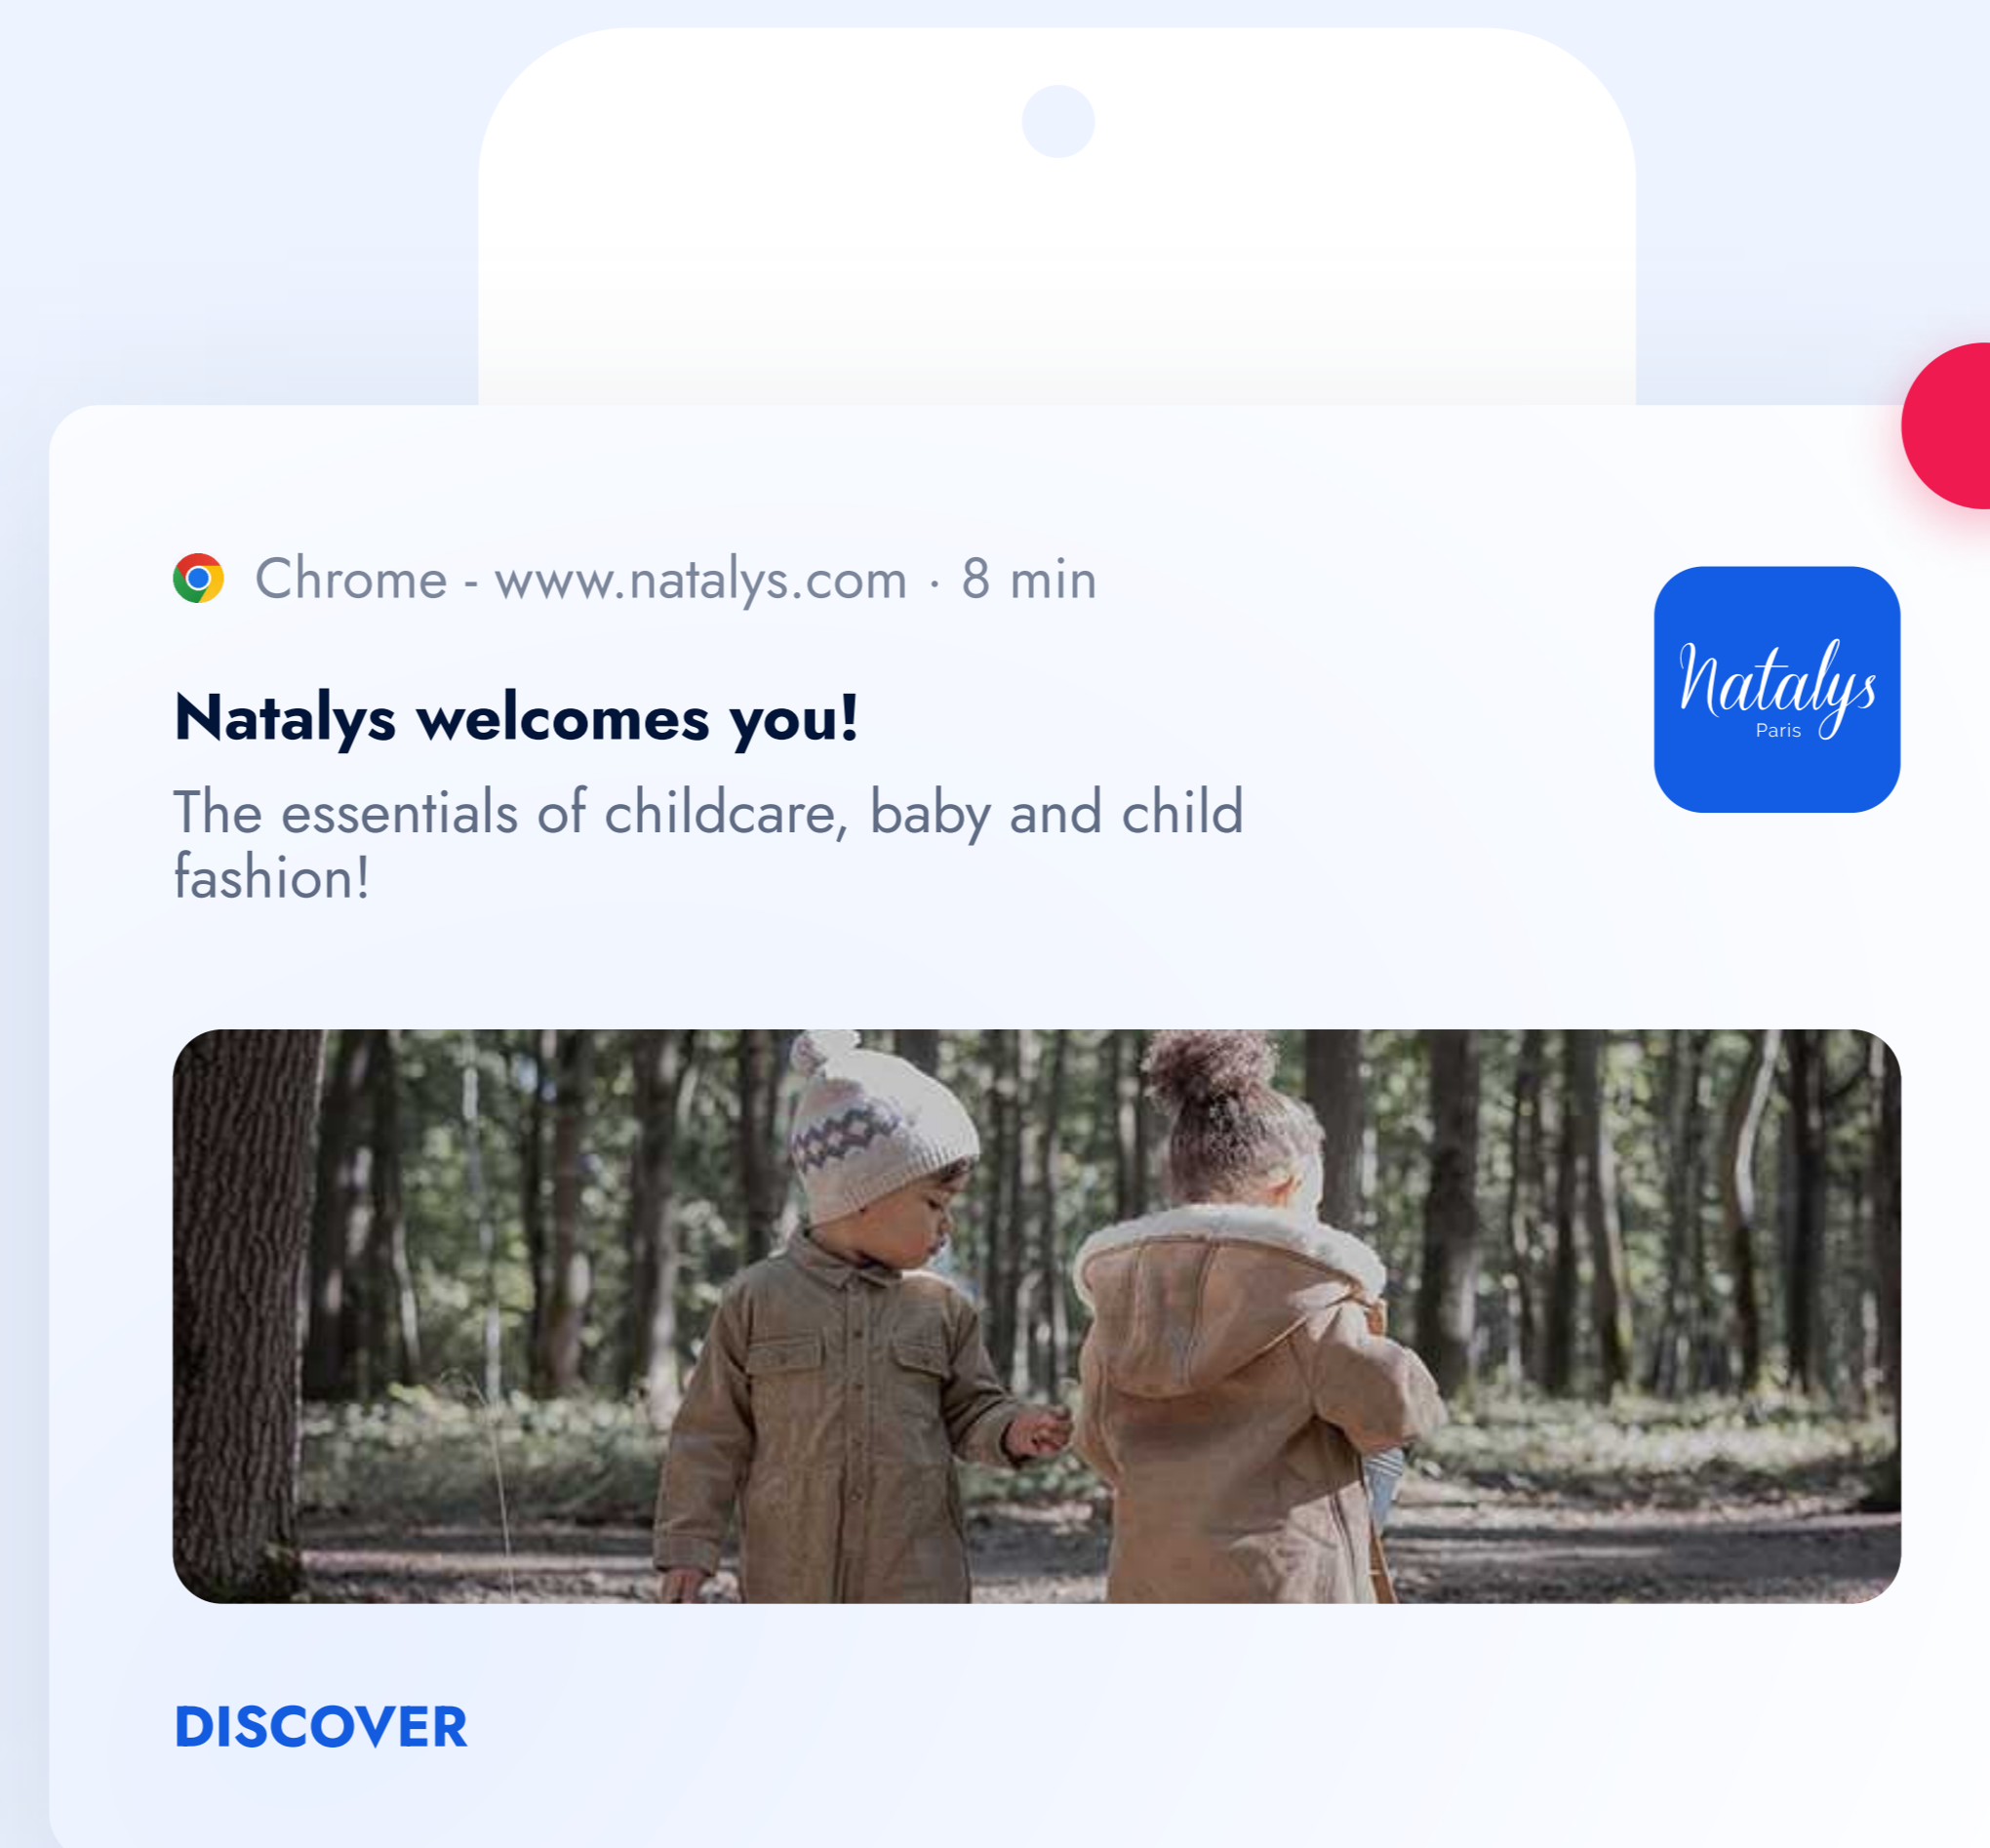 Chrome - www.natalys.com · 8 min
Natalys welcomes you!
The essentials of childcare, baby and child
fashion!
Natalys
Paris
DISCOVER